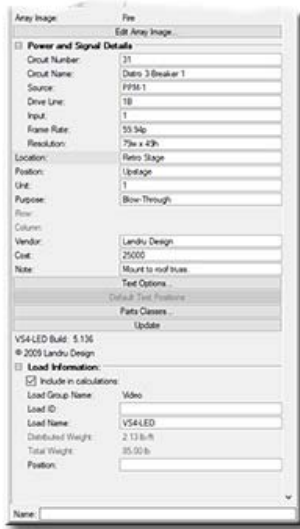 Array Image: Fire
Edit Array Image...
Power and Signal Details
Circuit Number: 31
Circuit Name: Distro 3-Breaker 1
Source: PPM-1
Drive Line: 1B
Input: 1
Frame Rate: 59.94p
Resolution: 79w x 49h
Location: Retro Stage
Position: Upstage
Unit: 1
Purpose: Blow-Through
Row:
Column:
Vendor: Landru Design
Cost: 25000
Note: Mount to roof truss.
Text Options...
Default Text Positions
Parts Classes...
Update
VS4-LED Build: 5.136
© 2009 Landru Design
Load Information:
Include in calculations:
Load Group Name: Video
Load ID:
Load Name: VS4-LED
Distributed Weight: 2.13 lb-ft
Total Weight: 85.00 lb
Position:
Name: